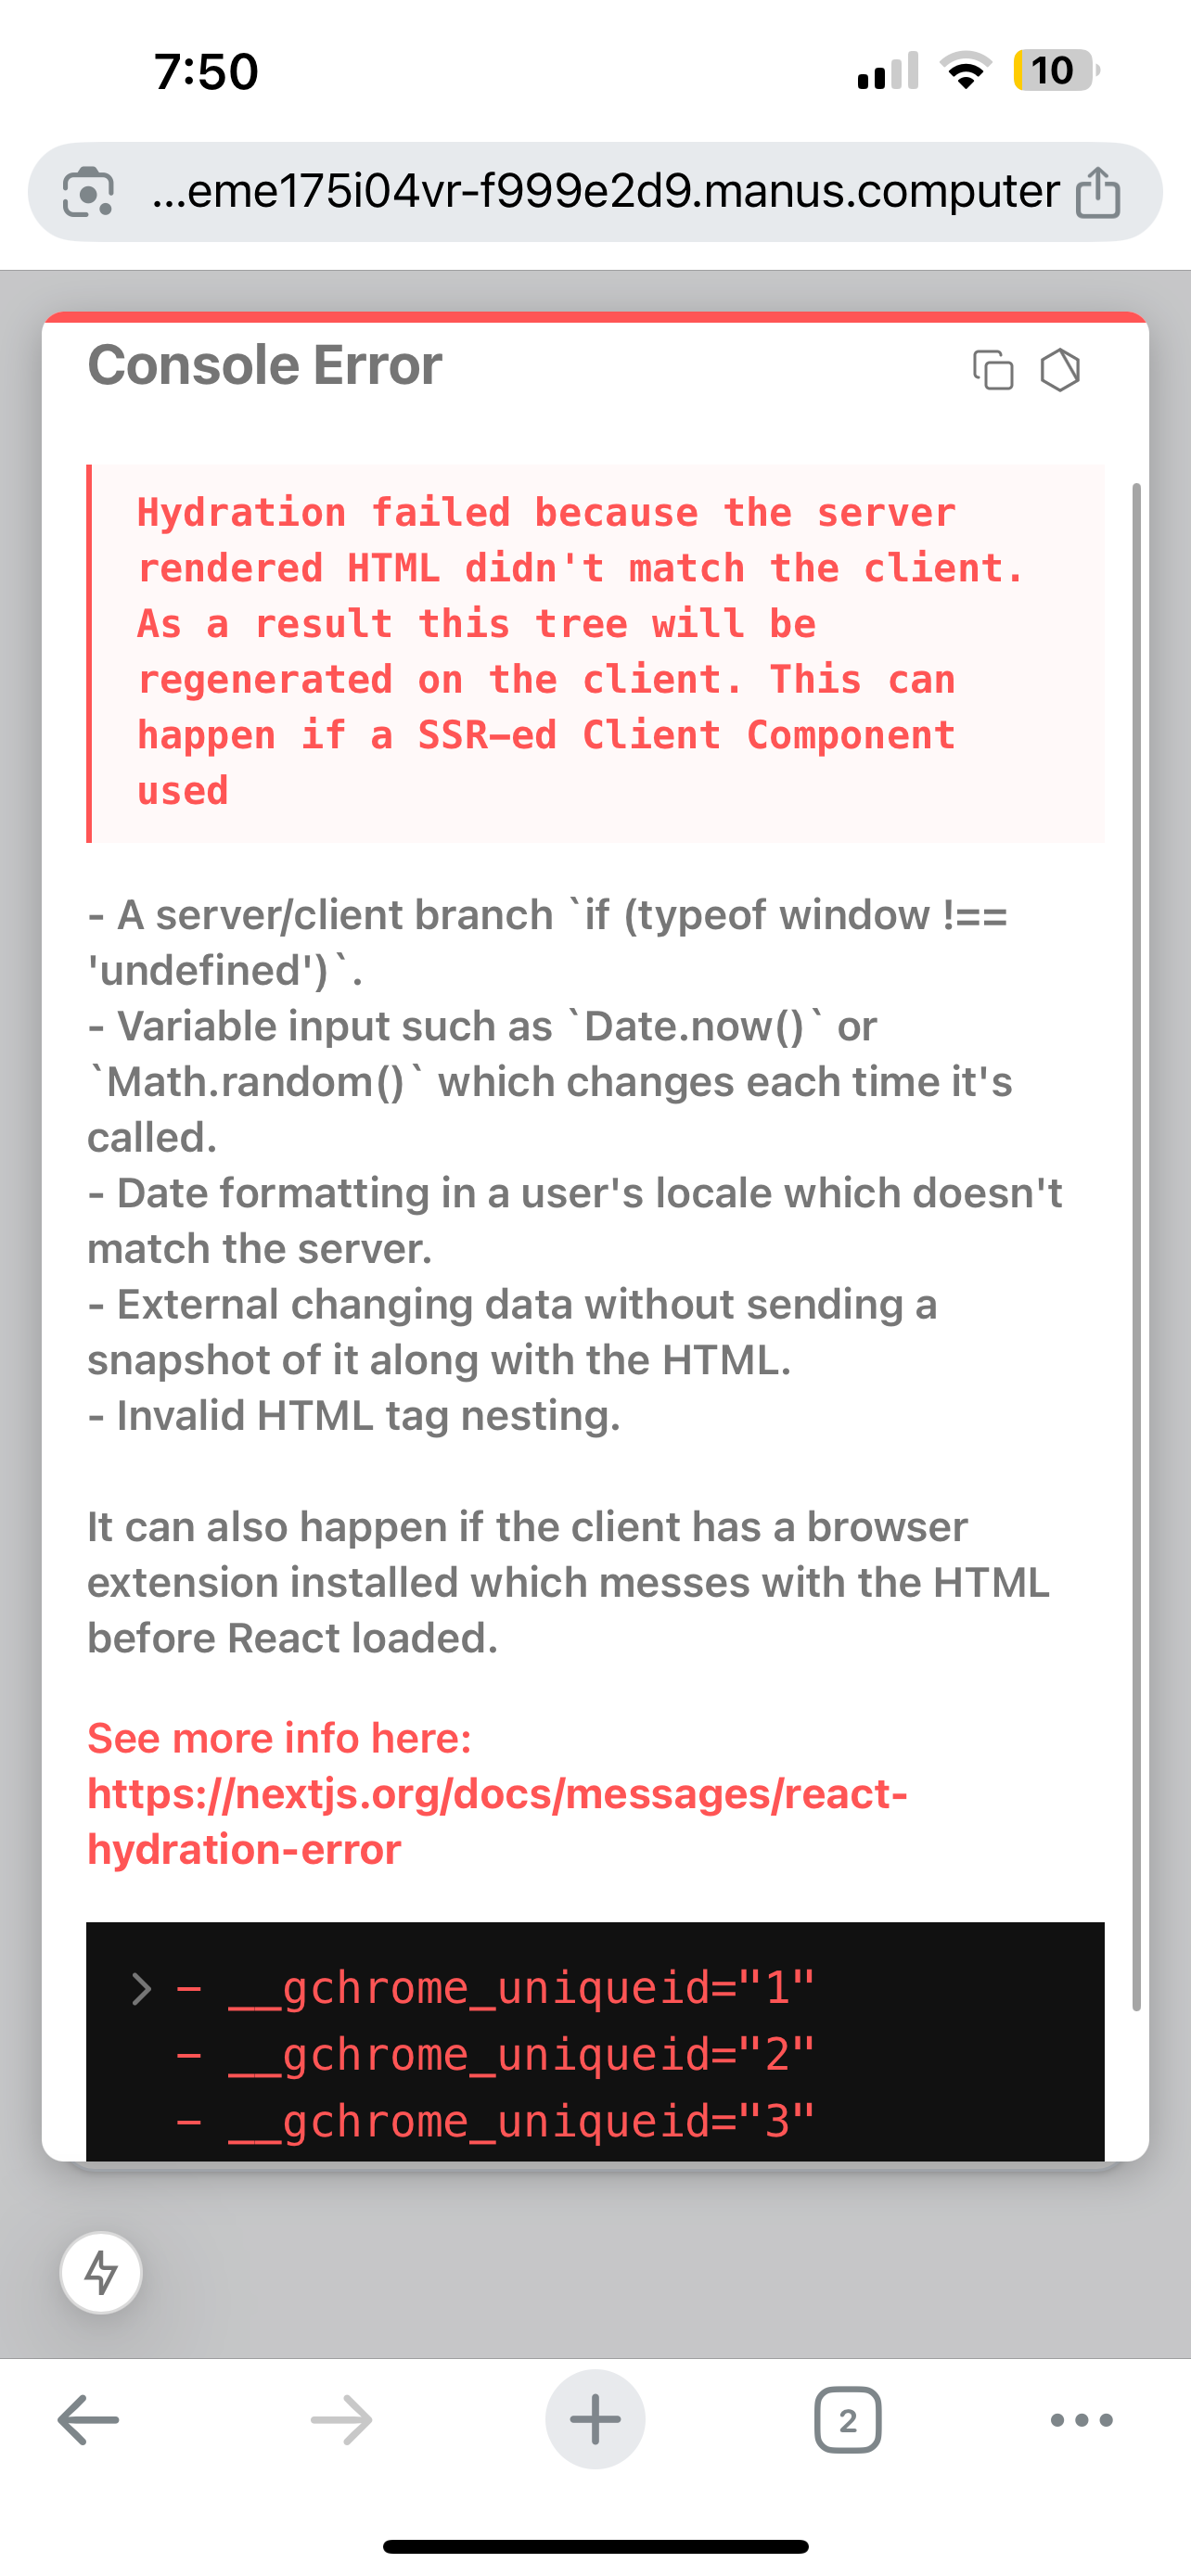 7:50
10
...eme175i04vr-f999e2d9.manus.computer
Console Error
Hydration failed because the server
rendered HTML didn't match the client.
As a result this tree will be
regenerated on the client. This can
happen if a SSR-ed Client Component
used
- A server/client branch `if (typeof window !==
'undefined')`.
- Variable input such as `Date.now()` or
`Math.random()` which changes each time it's
called.
- Date formatting in a user's locale which doesn't
match the server.
- External changing data without sending a
snapshot of it along with the HTML.
- Invalid HTML tag nesting.
It can also happen if the client has a browser
extension installed which messes with the HTML
before React loaded.
See more info here:
https://nextjs.org/docs/messages/react-
hydration-error
- __gchrome_uniqueid="1"
- __gchrome_uniqueid="2"
- __gchrome_uniqueid="3"
2